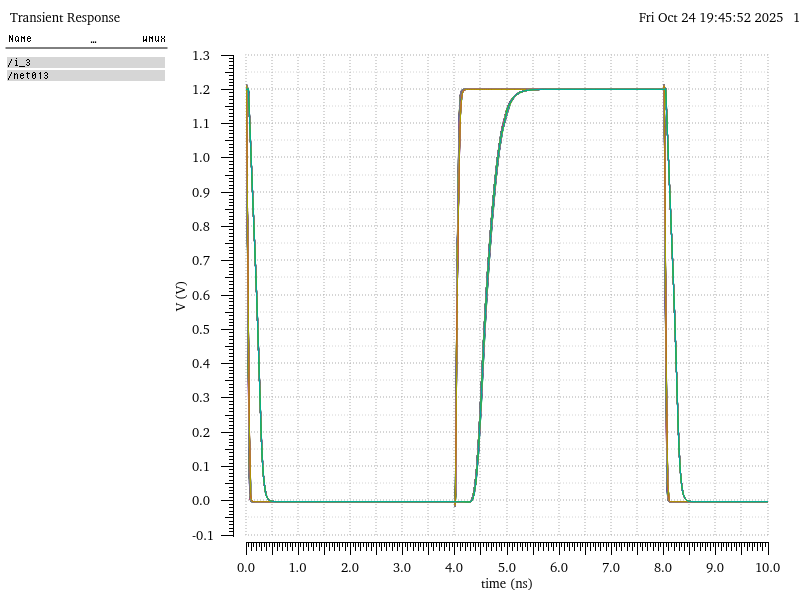 Transient Response
Fri Oct 24 19:45:52 2025 1
Name ... WMUX
/i_3
/net013
1.3
1.2
1.1
1.0
0.9
0.8
0.7
0.6
0.5
0.4
0.3
0.2
0.1
0.0
-0.1
V (V)
0.0 1.0 2.0 3.0 4.0 5.0 6.0 7.0 8.0 9.0 10.0
time (ns)